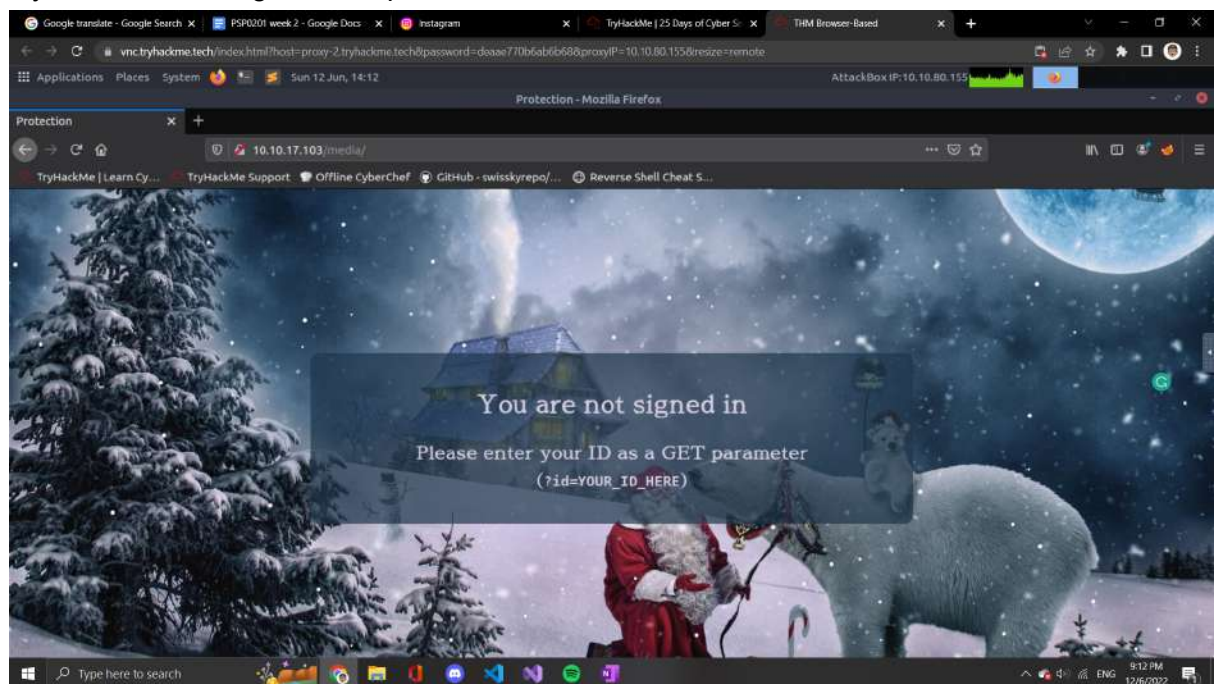 Google translate - Google Search
PSP0201 week 2 - Google Docs
Instagram
TryHackMe | 25 Days of Cyber Se
THM Browser-Based
vnc.tryhackme.tech/index.html?host=proxy-2.tryhackme.tech&password=deaae770b6ab6b68&proxyIP=10.10.80.155&resize=remote
Applications Places System Sun 12 Jun, 14:12 AttackBox IP:10.10.80.155
Protection - Mozilla Firefox
Protection
10.10.17.103/media/
TryHackMe | Learn Cy... TryHackMe Support Offline CyberChef GitHub - swisskyrepo/... Reverse Shell Cheat S...
You are not signed in
Please enter your ID as a GET parameter
(?id=YOUR_ID_HERE)
Type here to search
ENG
9:12 PM
12/6/2022